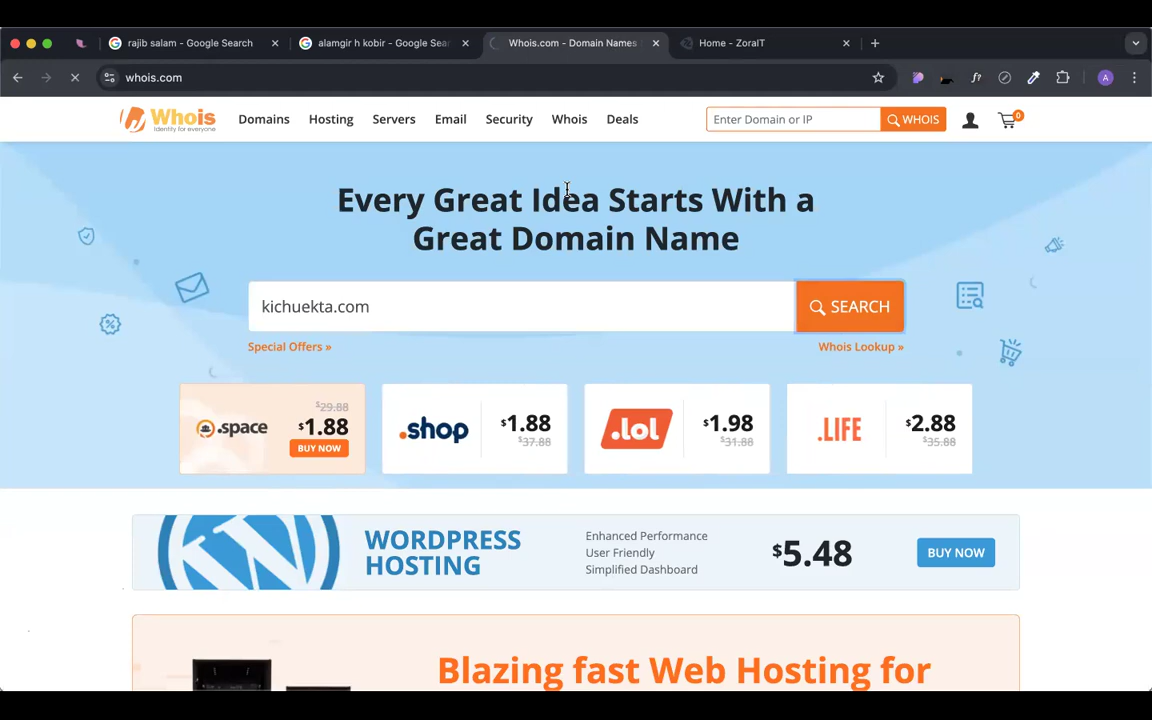 rajib salam - Google Search
alamgir h kobir - Google Sear
Whois.com - Domain Names
Home - ZoraIT
whois.com
A
Whois
Identity for everyone
Domains
Hosting
Servers
Email
Security
Whois
Deals
Enter Domain or IP
WHOIS
0
Every Great Idea Starts With a
Great Domain Name
kichuekta.com
SEARCH
Special Offers »
Whois Lookup »
.space
$29.88
$1.88
BUY NOW
.shop
$1.88
$37.88
.lol
$1.98
$31.88
.LIFE
$2.88
$35.88
WORDPRESS
HOSTING
Enhanced Performance
User Friendly
Simplified Dashboard
$5.48
BUY NOW
Blazing fast Web Hosting for